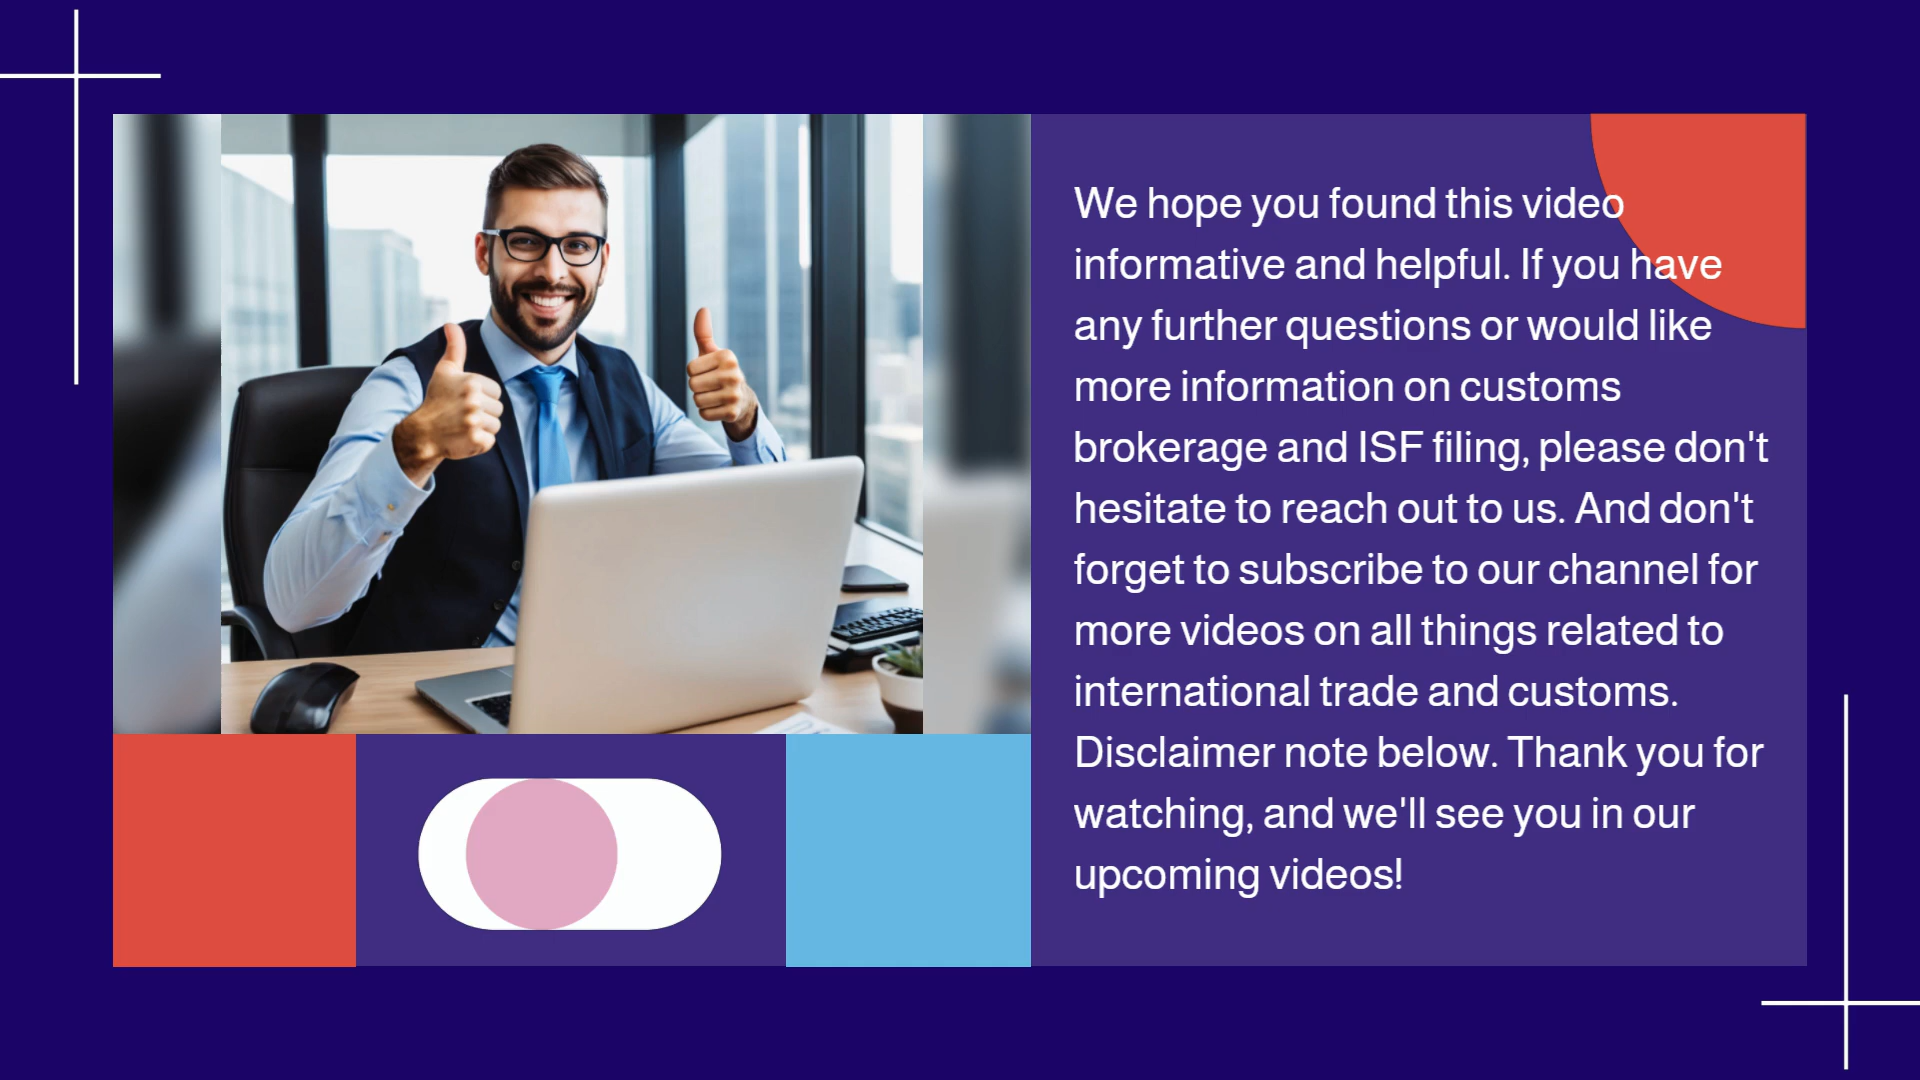 We hope you found this video
informative and helpful. If you have
any further questions or would like
more information on customs
brokerage and ISF filing, please don't
hesitate to reach out to us. And don't
forget to subscribe to our channel for
more videos on all things related to
international trade and customs.
Disclaimer note below. Thank you for
watching, and we'll see you in our
upcoming videos!